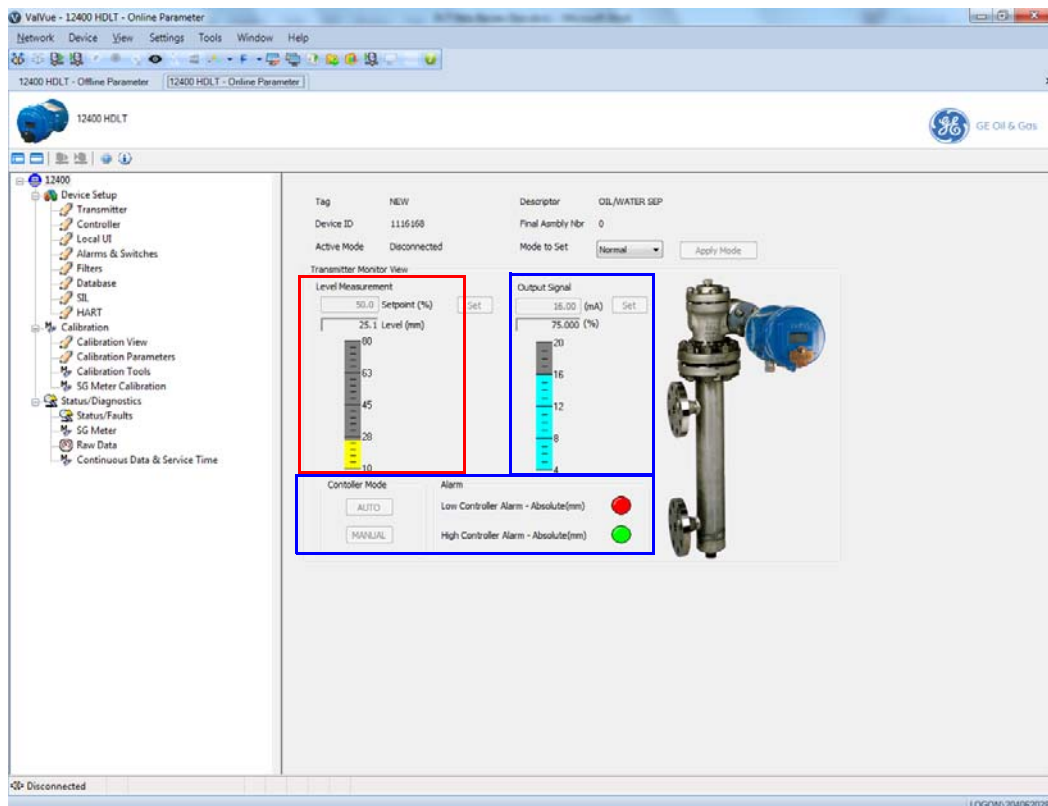 ValVue - 12400 HDLT - Online Parameter
Network Device View Settings Tools Window Help
12400 HDLT - Offline Parameter
12400 HDLT - Online Parameter
12400 HDLT
GE Oil & Gas
12400
Device Setup
Transmitter
Controller
Local UI
Alarms & Switches
Filters
Database
SIL
HART
Calibration
Calibration View
Calibration Parameters
Calibration Tools
SG Meter Calibration
Status/Diagnostics
Status/Faults
SG Meter
Raw Data
Continuous Data & Service Time
Tag NEW Descriptor OIL/WATER SEP
Device ID 1116168 Final Asmbly Nbr 0
Active Mode Disconnected Mode to Set Normal Apply Mode
Transmitter Monitor View
Level Measurement
50.0 Setpoint (%) Set
25.1 Level (mm)
80
63
45
28
10
Output Signal
16.00 (mA) Set
75.000 (%)
20
16
12
8
4
Contoller Mode
AUTO
MANUAL
Alarm
Low Controller Alarm - Absolute(mm)
High Controller Alarm - Absolute(mm)
Disconnected